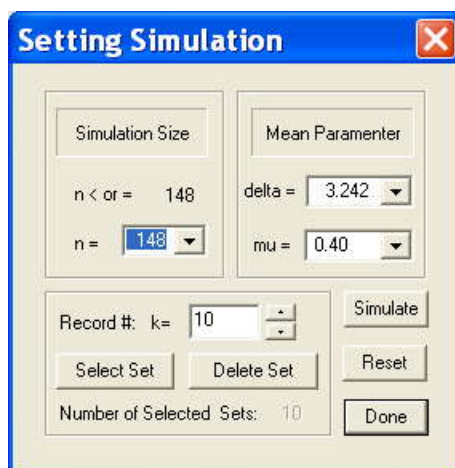 Setting Simulation
Simulation Size
n < or = 148
n = 148
Mean Paramenter
delta = 3.242
mu = 0.40
Record #: k= 10
Select Set Delete Set
Number of Selected Sets: 10
Simulate
Reset
Done